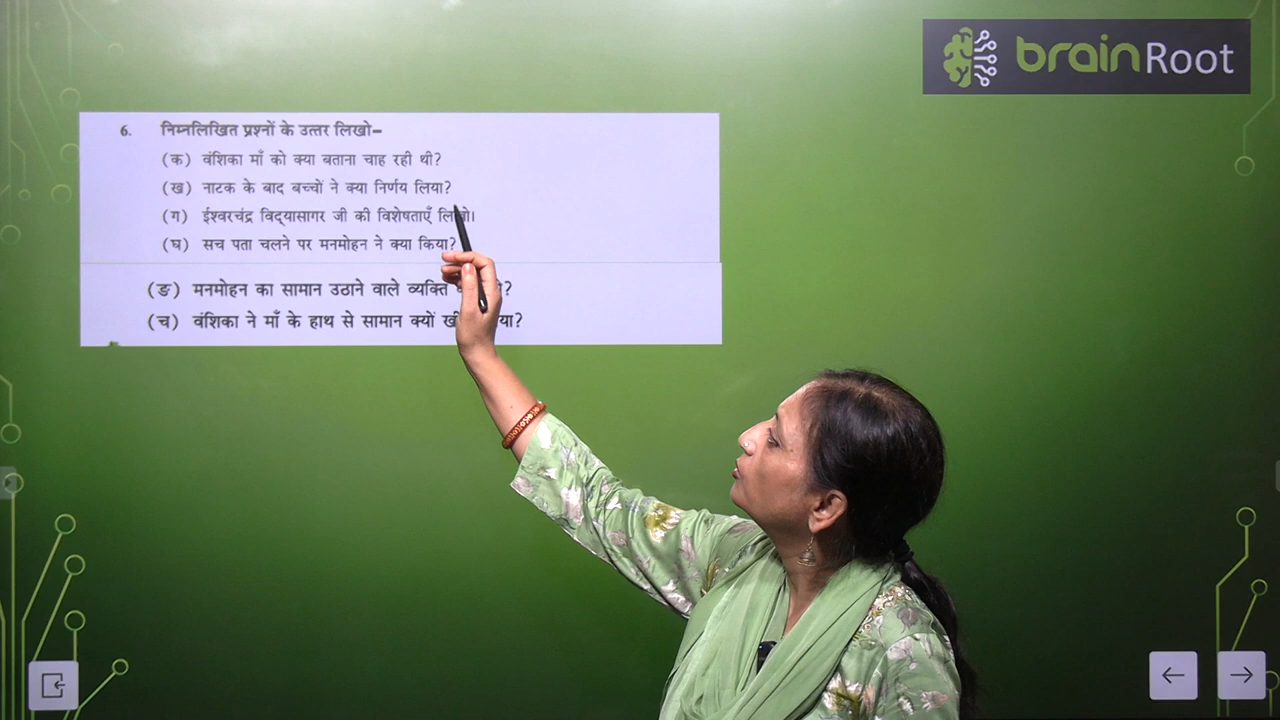 brainRoot
6. निम्नलिखित प्रश्नों के उत्तर लिखो–
(क) वंशिका माँ को क्या बताना चाह रही थी?
(ख) नाटक के बाद बच्चों ने क्या निर्णय लिया?
(ग) ईश्वरचंद्र विद्यासागर जी की विशेषताएँ
(घ) सच पता चलने पर मनमोहन ने क्या किया?
(ङ) मनमोहन का सामान उठाने वाले व्यक्ति
(च) वंशिका ने माँ के हाथ से सामान क्यों